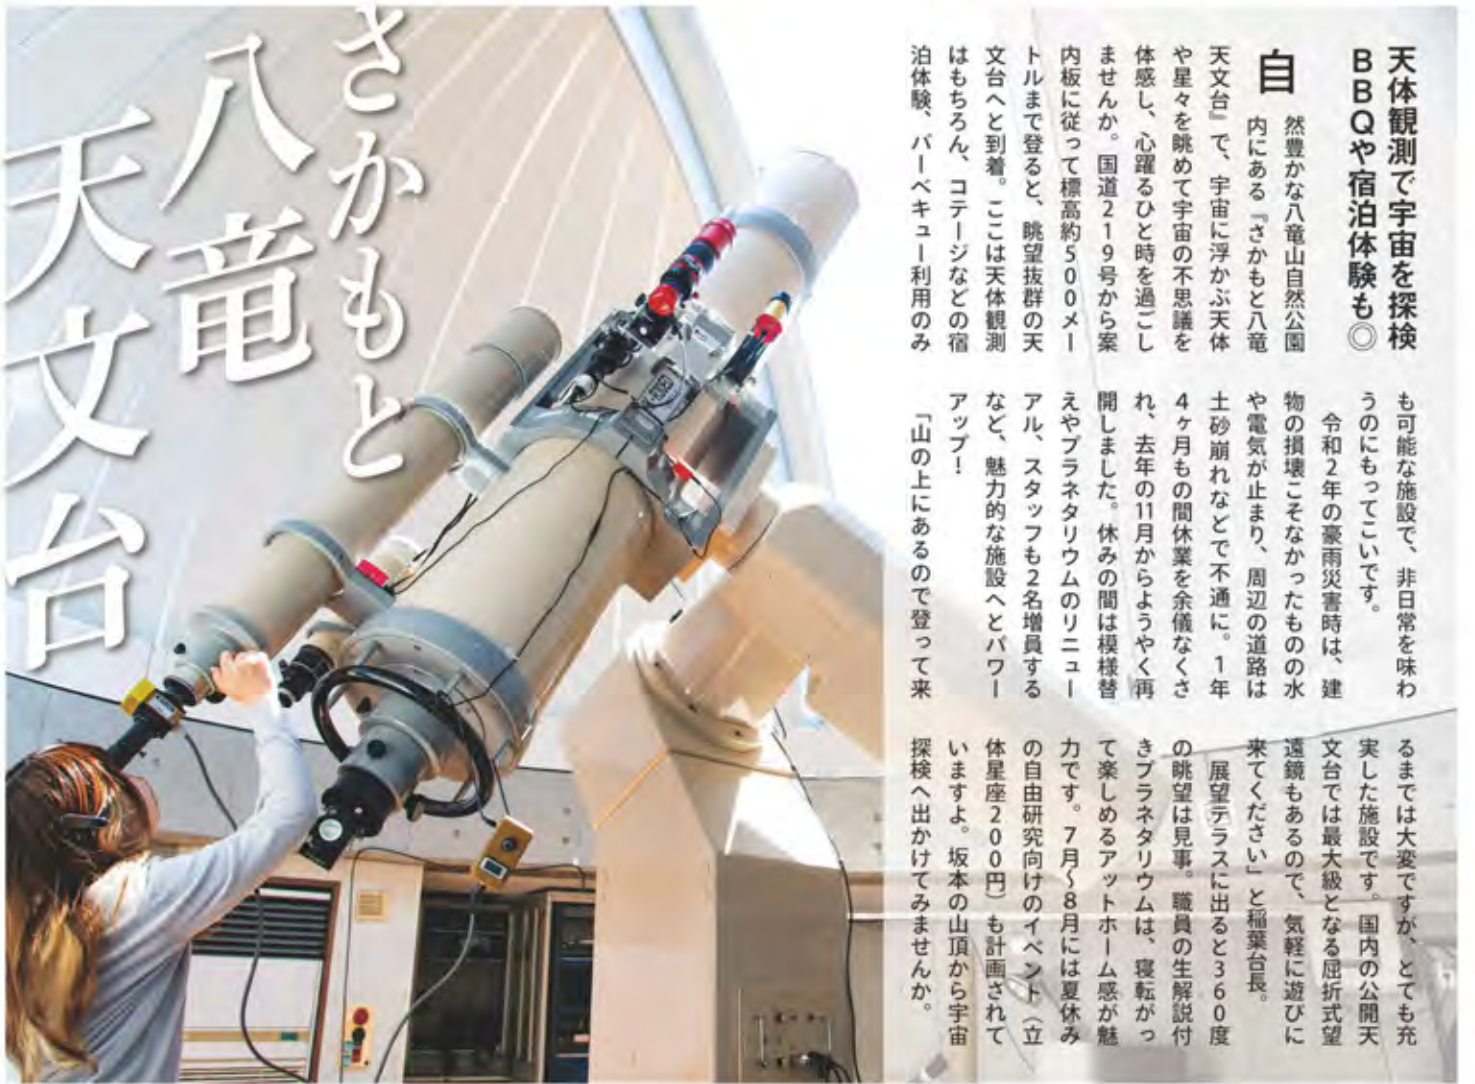 さかもと
八竜
天文台
天体観測で宇宙を探検
BBQや宿泊体験も◎
自
然豊かな八竜山自然公園
内にある『さかもと八竜
天文台』で、宇宙に浮かぶ天体
や星々を眺めて宇宙の不思議を
体感し、心躍るひと時を過ごし
ませんか。国道219号から案
内板に従って標高約500メー
トルまで登ると、眺望抜群の天
文台へと到着。ここは天体観測
はもちろん、コテージなどの宿
泊体験、バーベキュー利用のみ
も可能な施設で、非日常を味わ
うのにもってこいです。
令和2年の豪雨災害時は、建
物の損壊こそなかったものの水
や電気が止まり、周辺の道路は
土砂崩れなどで不通に。1年
4ヶ月もの間休業を余儀なくさ
れ、去年の11月からようやく再
開しました。休みの間は模様替
えやプラネタリウムのリニュー
アル、スタッフも2名増員する
など、魅力的な施設へとパワー
アップ！
「山の上にあるので登って来
るまでは大変ですが、とても充
実した施設です。国内の公開天
文台では最大級となる屈折式望
遠鏡もあるので、気軽に遊びに
来てください」と稲葉台長。
展望テラスに出ると360度
の眺望は見事。職員の生解説付
きプラネタリウムは、寝転がっ
て楽しめるアットホーム感が魅
力です。7月〜8月には夏休み
の自由研究向けのイベント（立
体星座200円）も計画されて
いますよ。坂本の山頂から宇宙
探検へ出かけてみませんか。